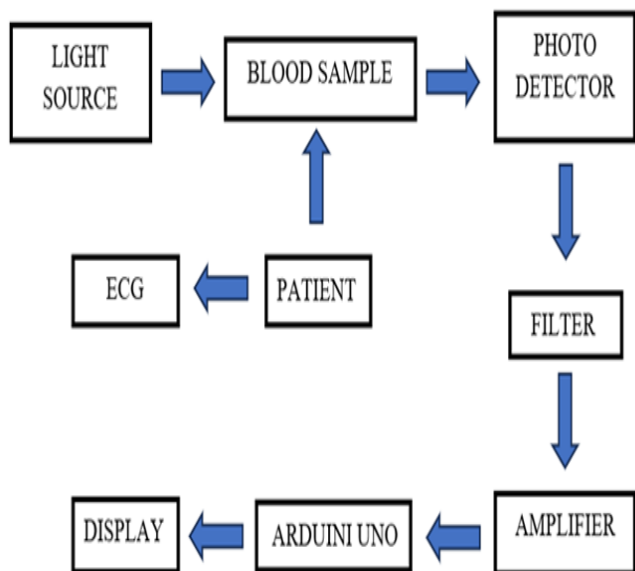 LIGHT
SOURCE
BLOOD SAMPLE
PHOTO
DETECTOR
ECG
PATIENT
FILTER
DISPLAY
ARDUINI UNO
AMPLIFIER